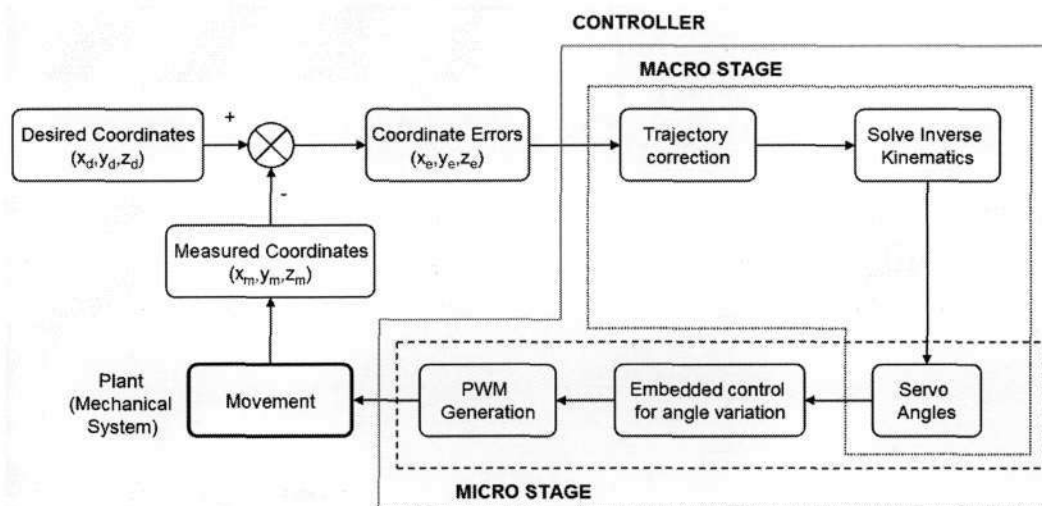 CONTROLLER
MACRO STAGE
Desired Coordinates
(x_d,y_d,z_d)
+
-
Coordinate Errors
(x_e,y_e,z_e)
Trajectory
correction
Solve Inverse
Kinematics
Measured Coordinates
(x_m,y_m,z_m)
Plant
(Mechanical
System)
Movement
PWM
Generation
Embedded control
for angle variation
Servo
Angles
MICRO STAGE